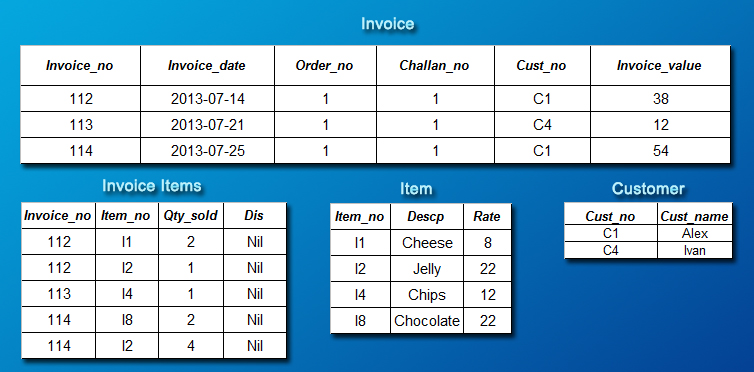 Invoice
Invoice_no Invoice_date Order_no Challan_no Cust_no Invoice_value
112 2013-07-14 1 1 C1 38
113 2013-07-21 1 1 C4 12
114 2013-07-25 1 1 C1 54
Invoice Items
Invoice_no Item_no Qty_sold Dis
112 I1 2 Nil
112 I2 1 Nil
113 I4 1 Nil
114 I8 2 Nil
114 I2 4 Nil
Item
Item_no Descp Rate
I1 Cheese 8
I2 Jelly 22
I4 Chips 12
I8 Chocolate 22
Customer
Cust_no Cust_name
C1 Alex
C4 Ivan